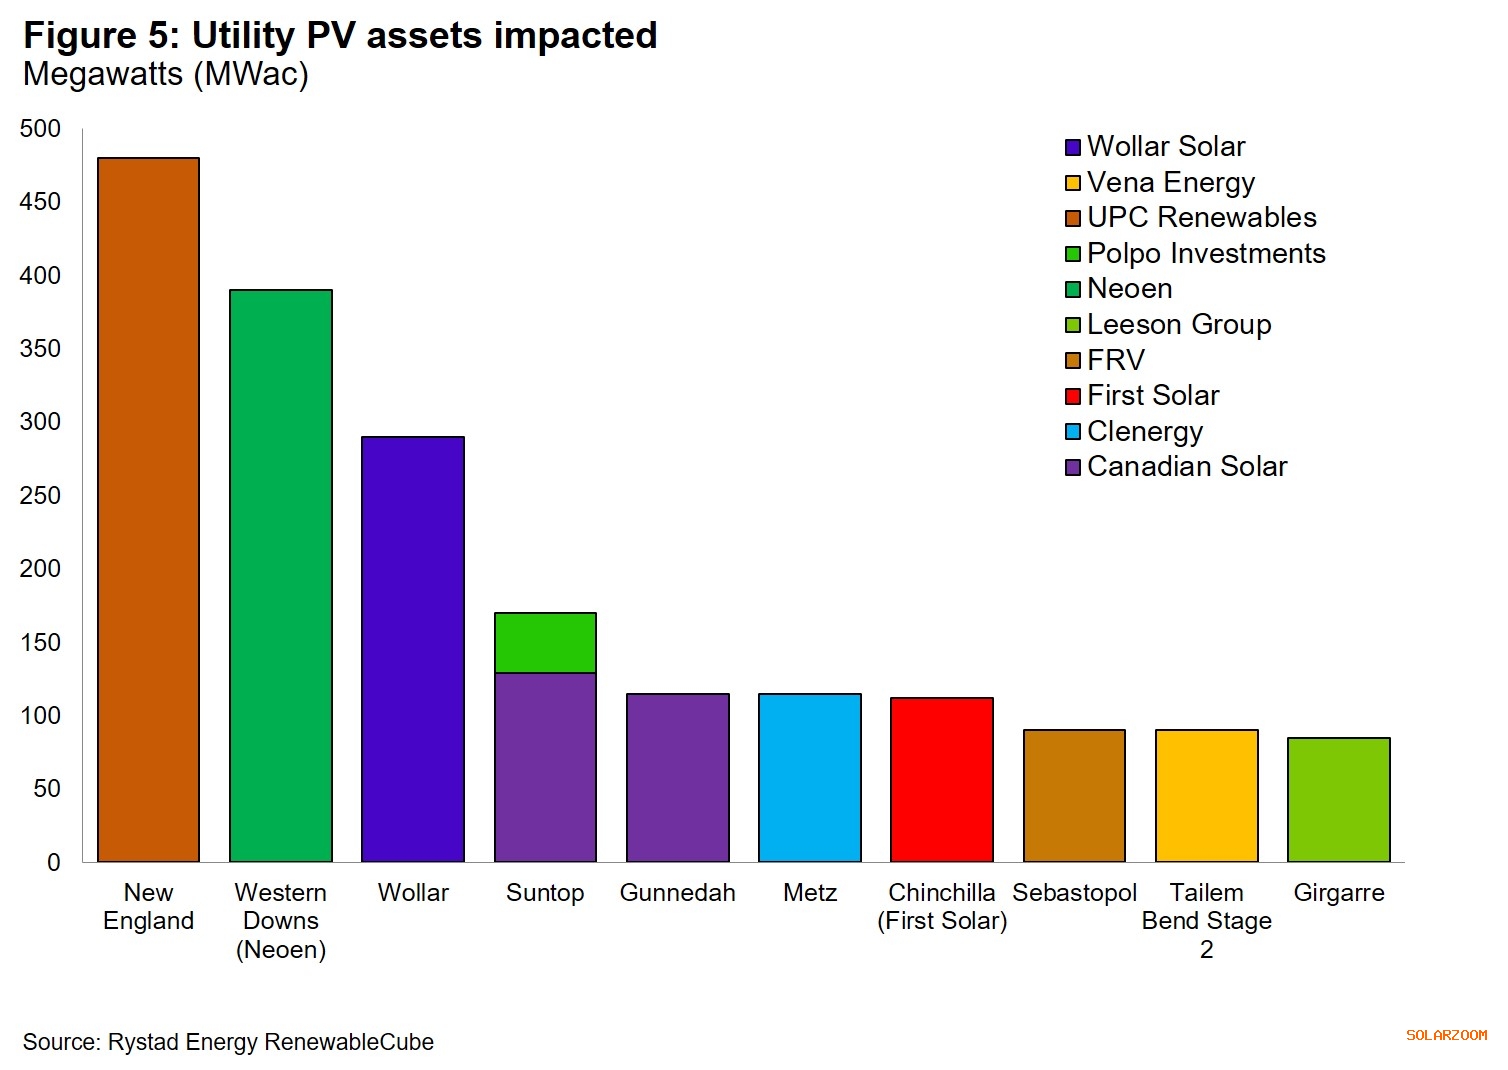 Figure 5: Utility PV assets impacted
Megawatts (MWac)
500
450
400
350
300
250
200
150
100
50
0
Wollar Solar
Vena Energy
UPC Renewables
Polpo Investments
Neoen
Leeson Group
FRV
First Solar
Clenergy
Canadian Solar
New
England
Western
Downs
(Neoen)
Wollar
Suntop
Gunnedah
Metz
Chinchilla
(First Solar)
Sebastopol
Tailem
Bend Stage
2
Girgarre
Source: Rystad Energy RenewableCube
SOLARZOOM